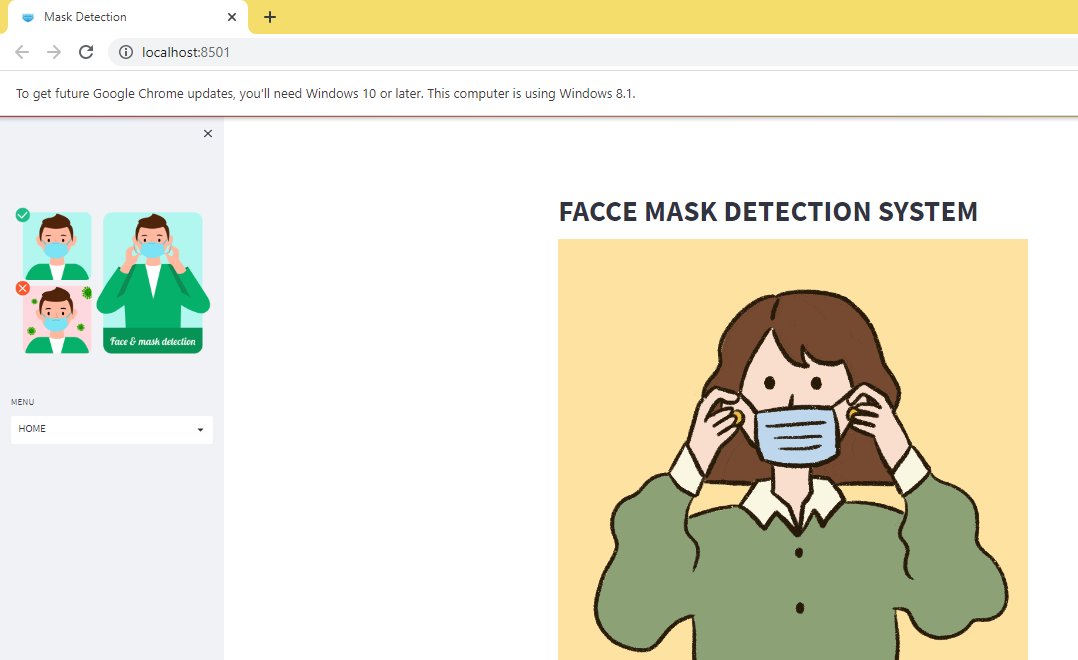 Mask Detection
localhost:8501
To get future Google Chrome updates, you'll need Windows 10 or later. This computer is using Windows 8.1.
Face & mask detection
MENU
HOME
FACCE MASK DETECTION SYSTEM